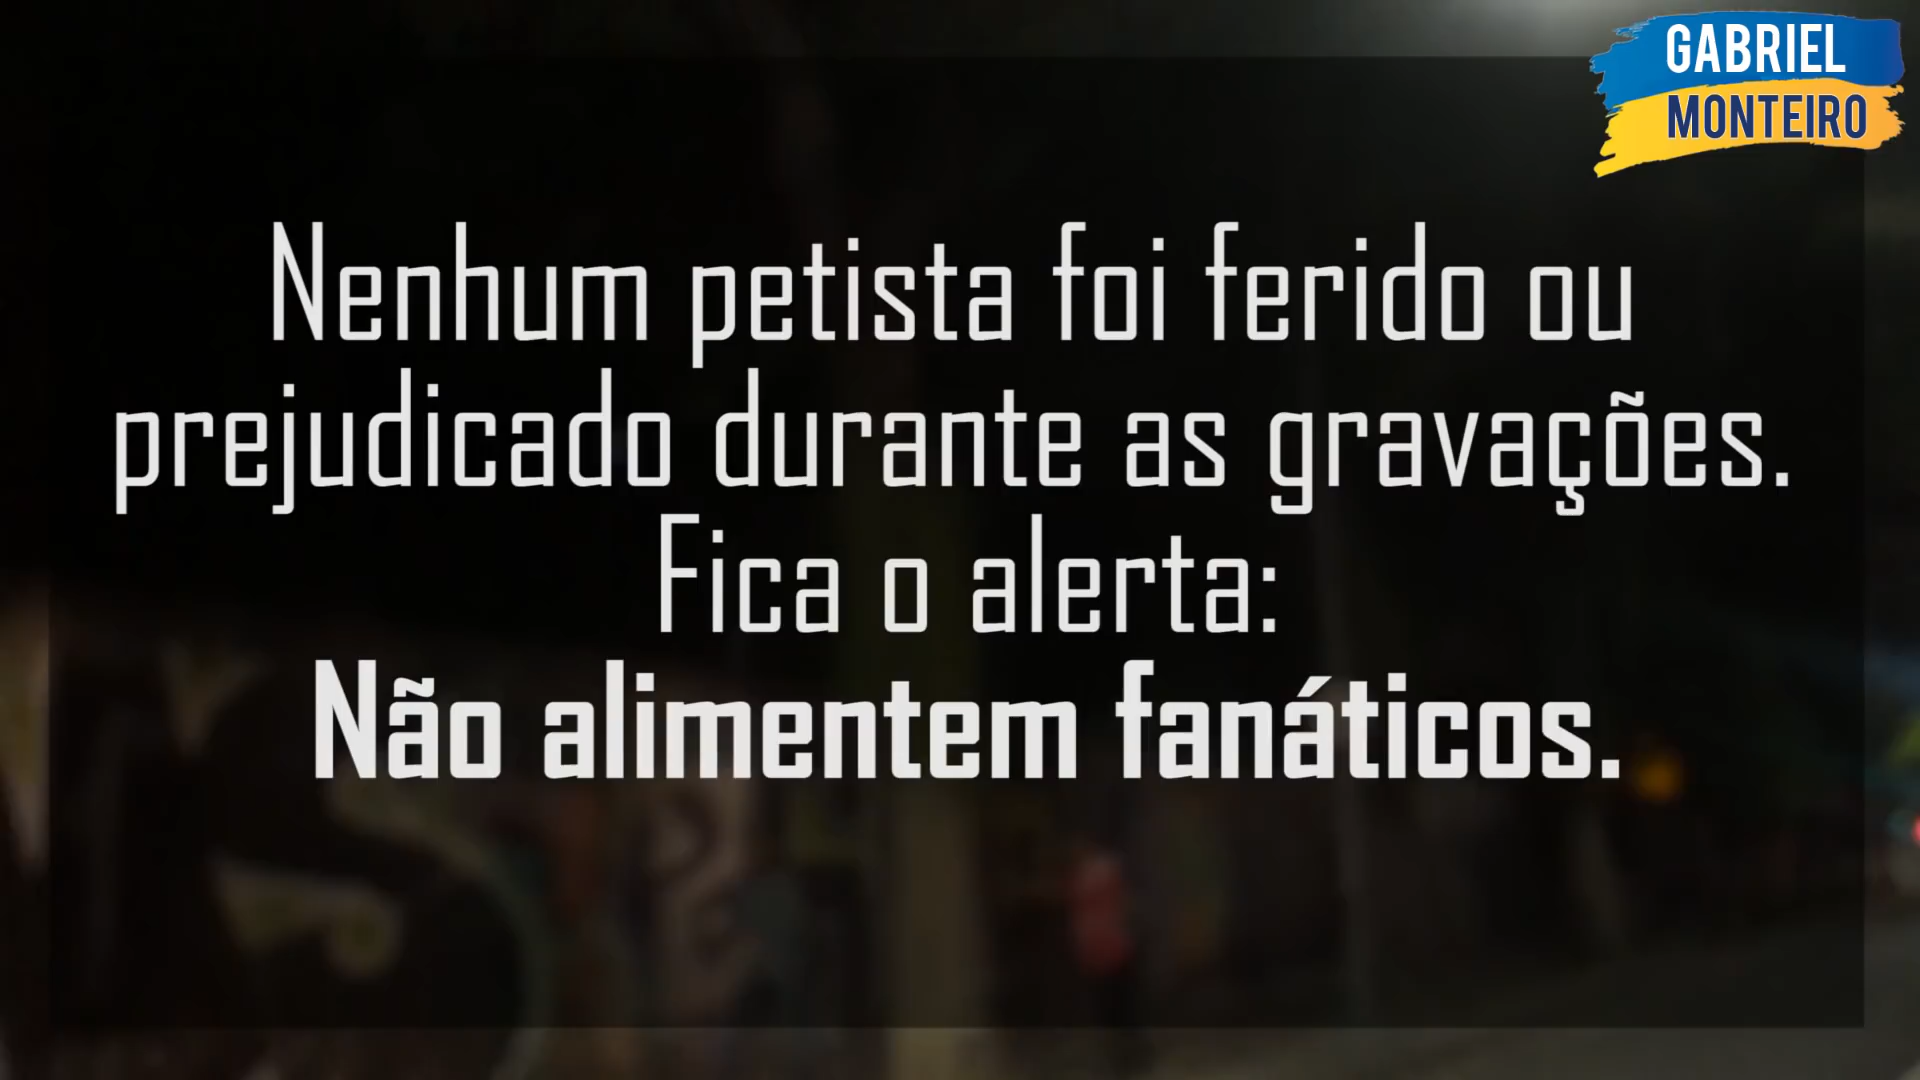 GABRIEL
MONTEIRO
Nenhum petista foi ferido ou
prejudicado durante as gravações.
Fica o alerta:
Não alimentem fanáticos.